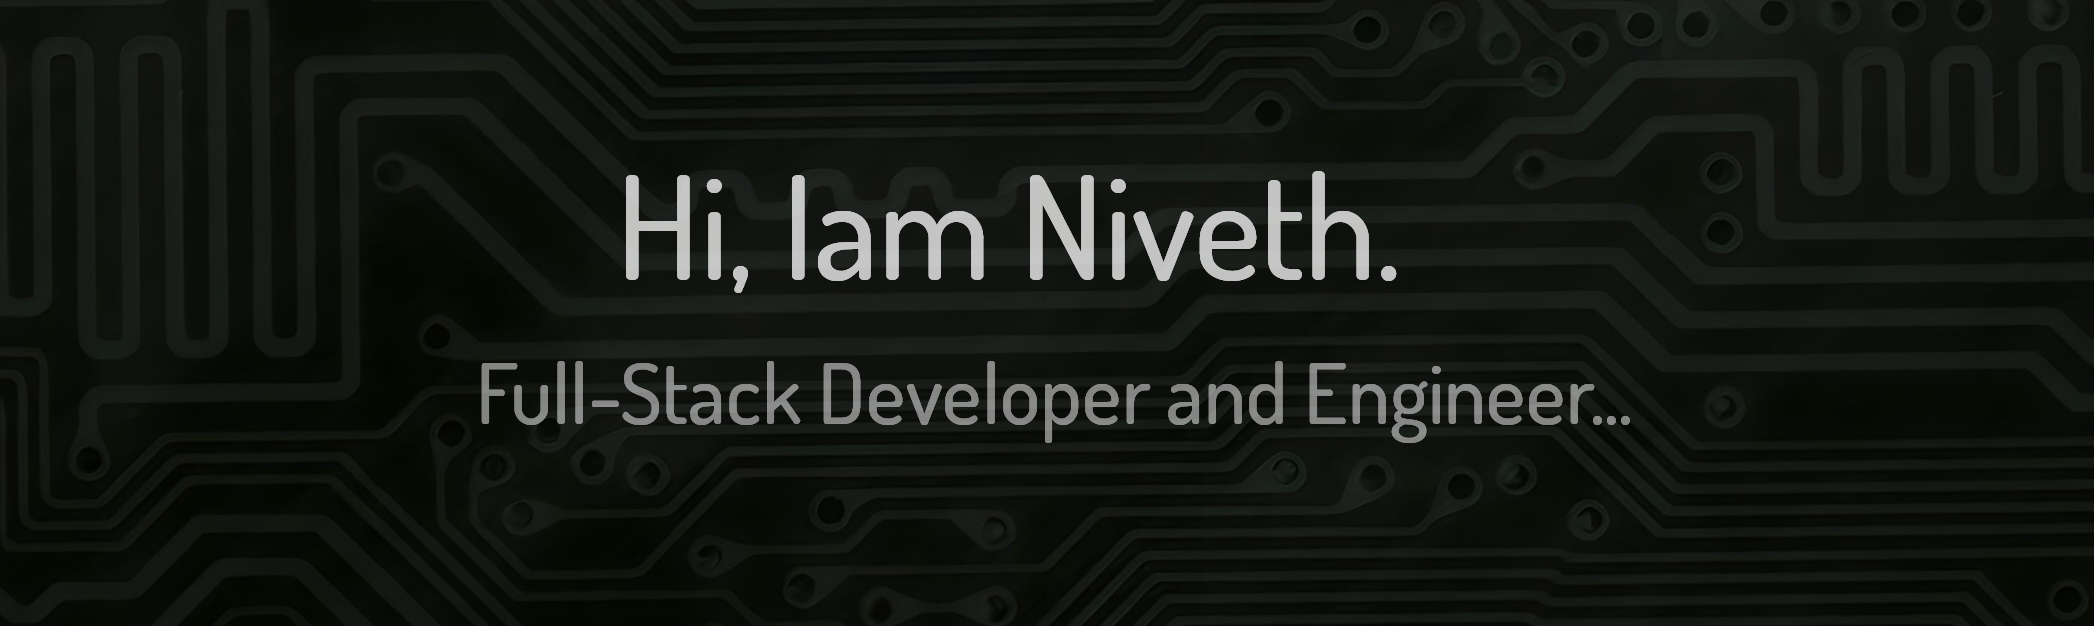 Hi, Iam Niveth.
Full-Stack Developer and Engineer...